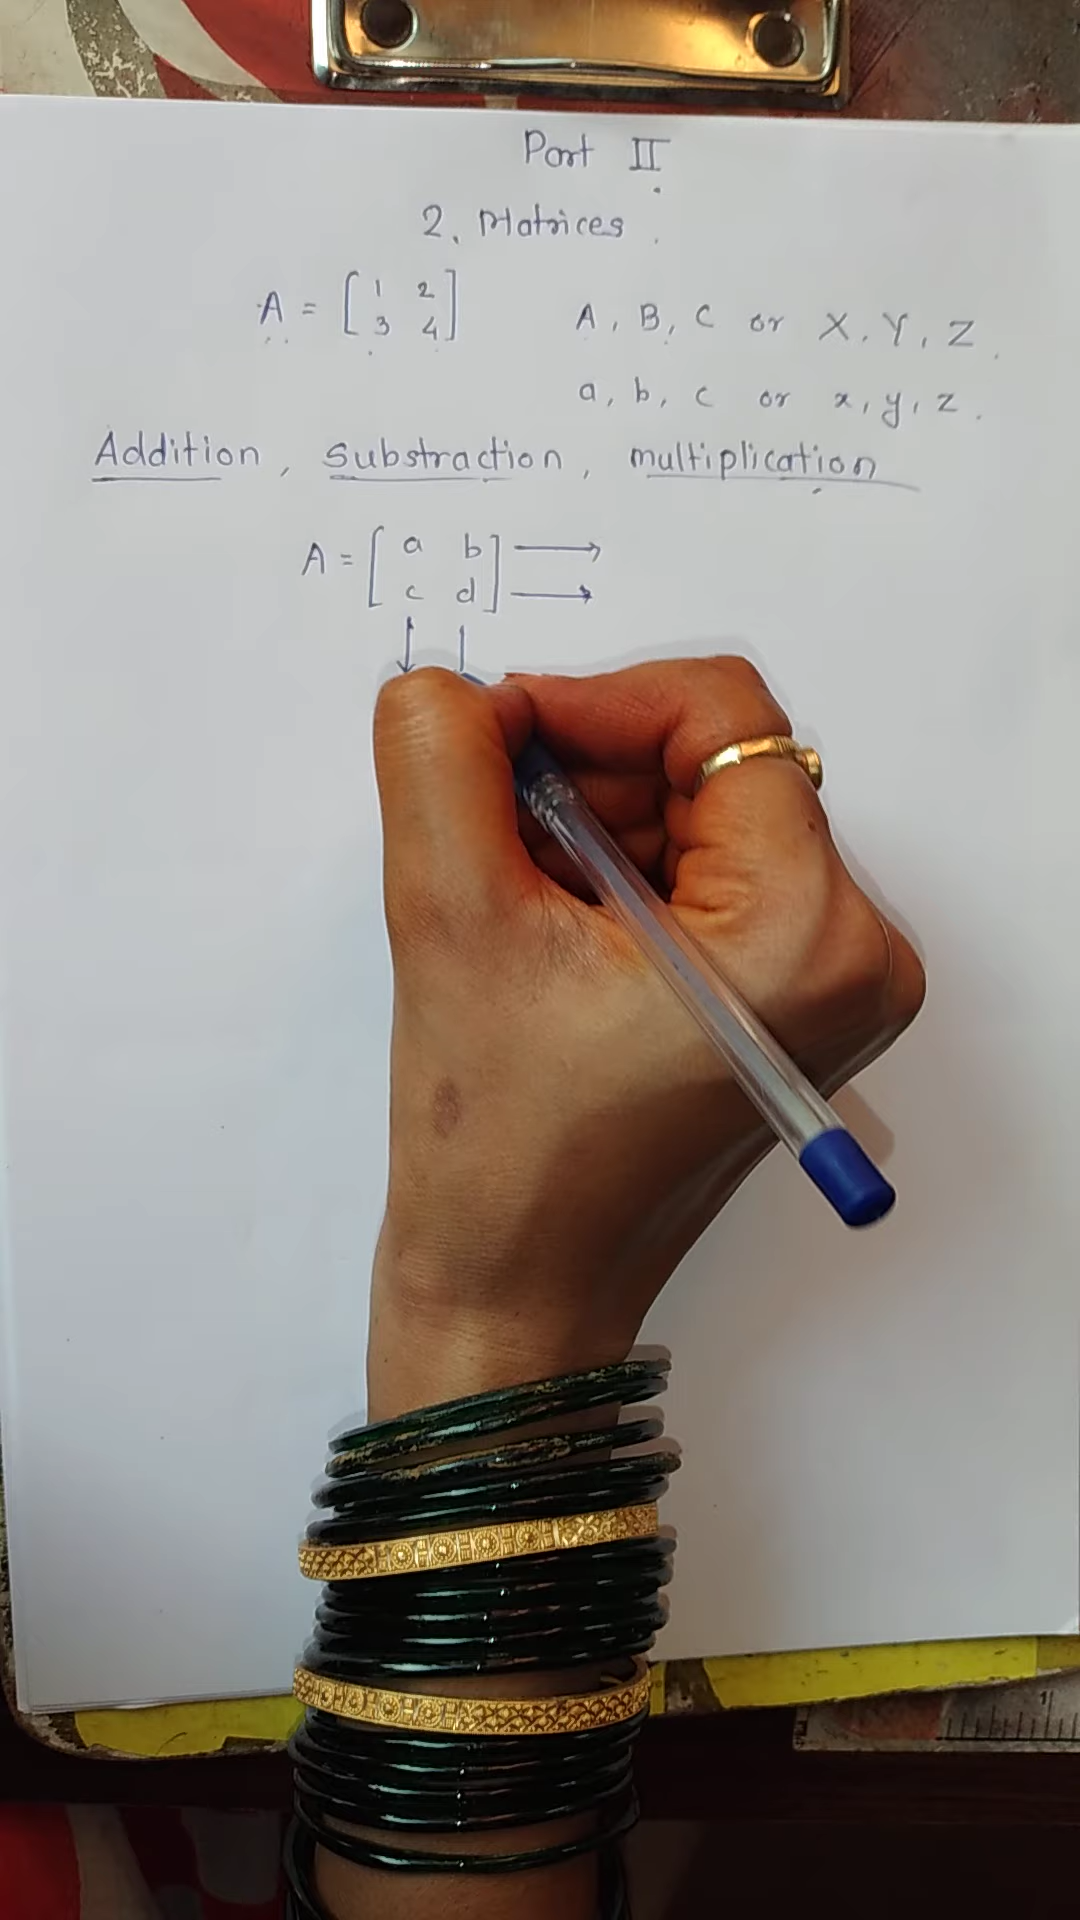 Part II
2. Matrices.
A = [ 1 2
3 4 ]
A, B, C or X, Y, Z.
a, b, c or x, y, z.
Addition, Substraction, multiplication
A = [ a b ]
c d